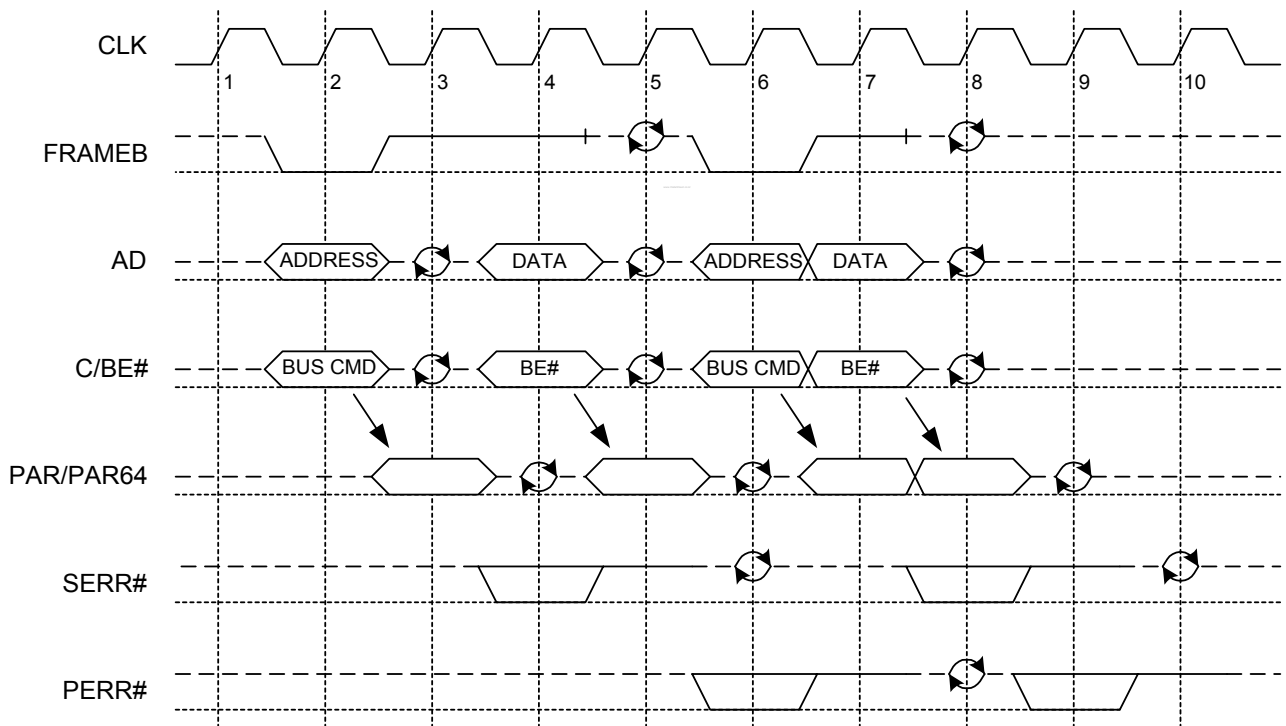 CLK
1 2 3 4 5 6 7 8 9 10
FRAMEB
AD ADDRESS DATA ADDRESS DATA
C/BE# BUS CMD BE# BUS CMD BE#
PAR/PAR64
SERR#
PERR#